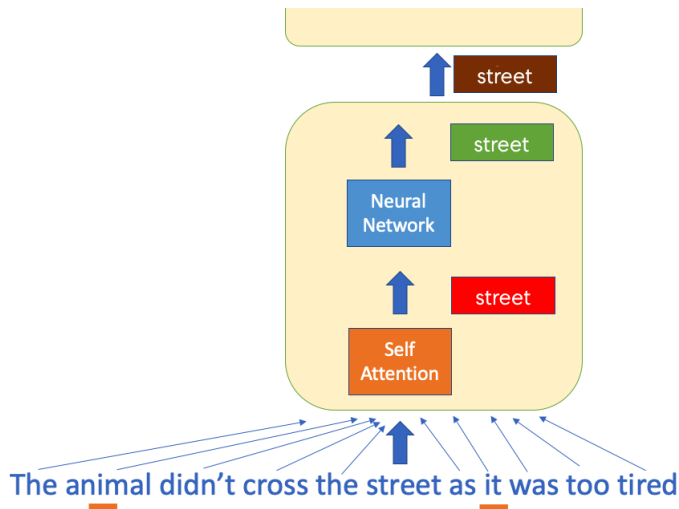 street
street
Neural
Network
street
Self
Attention
The animal didn't cross the street as it was too tired